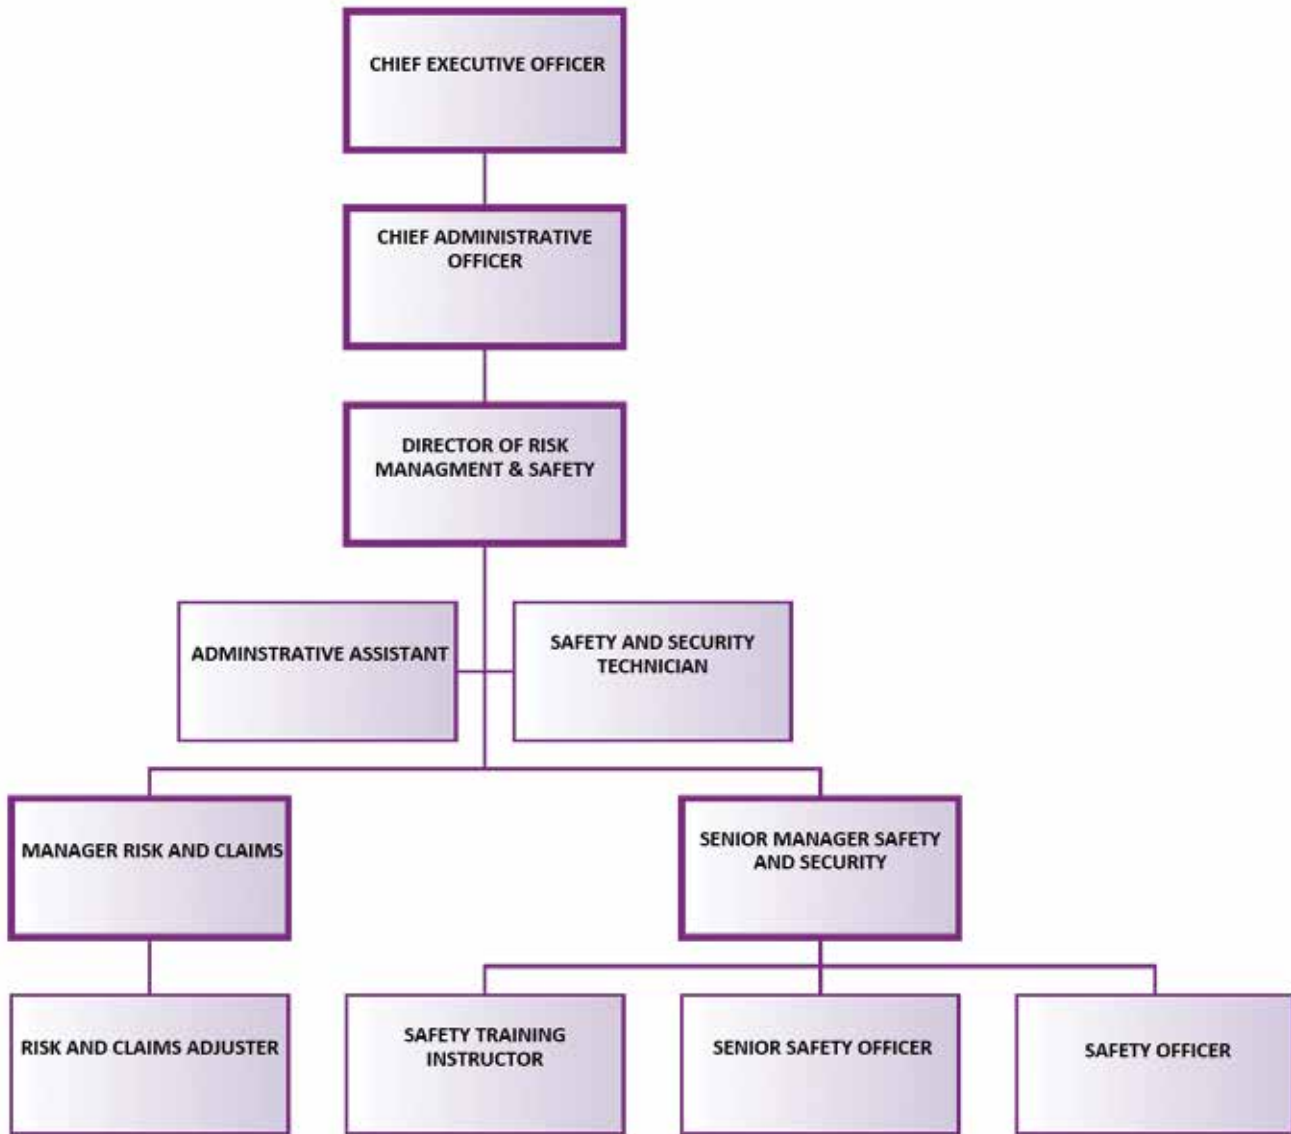 CHIEF EXECUTIVE OFFICER
CHIEF ADMINISTRATIVE
OFFICER
DIRECTOR OF RISK
MANAGMENT & SAFETY
ADMINSTRATIVE ASSISTANT
SAFETY AND SECURITY
TECHNICIAN
MANAGER RISK AND CLAIMS
SENIOR MANAGER SAFETY
AND SECURITY
RISK AND CLAIMS ADJUSTER
SAFETY TRAINING
INSTRUCTOR
SENIOR SAFETY OFFICER
SAFETY OFFICER